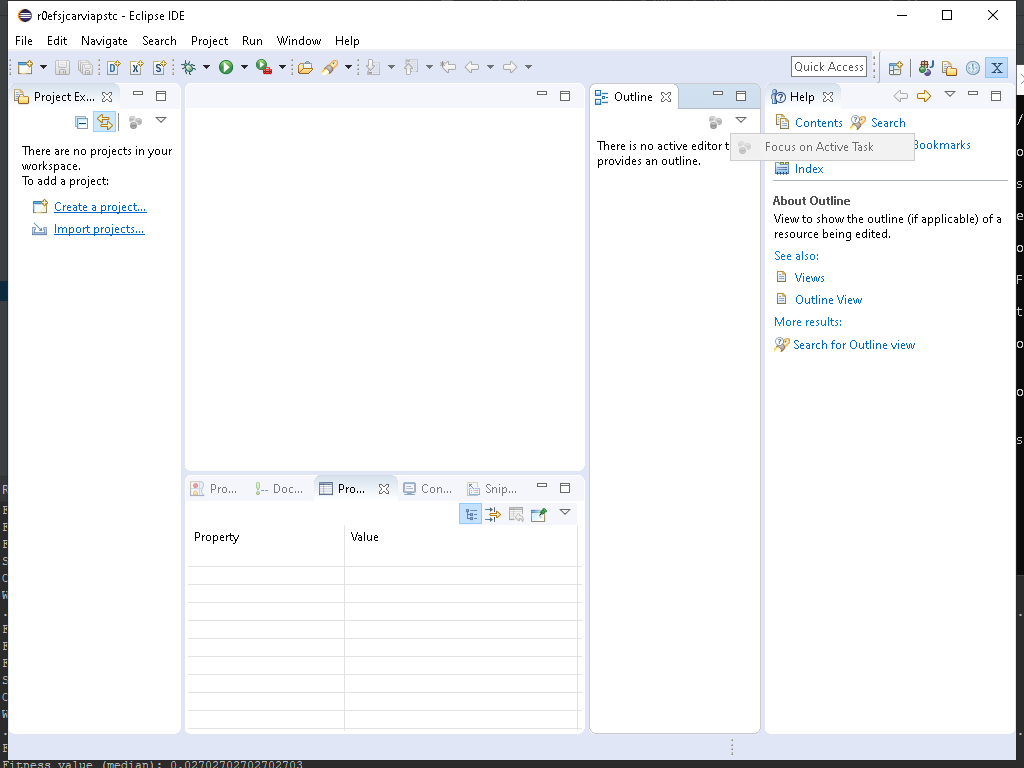 r0efsjcarviapstc - Eclipse IDE
File Edit Navigate Search Project Run Window Help
Quick Access
Project Ex...
Outline
Help
Contents
Search
There are no projects in your
workspace.
To add a project:
Create a project...
Import projects...
There is no active editor t
provides an outline.
Focus on Active Task
Bookmarks
Index
About Outline
View to show the outline (if applicable) of a
resource being edited.
See also:
Views
Outline View
More results:
Search for Outline view
Pro...
Doc...
Pro...
Con...
Snip...
Property
Value
Fitness value (median): 0.02702702702702703